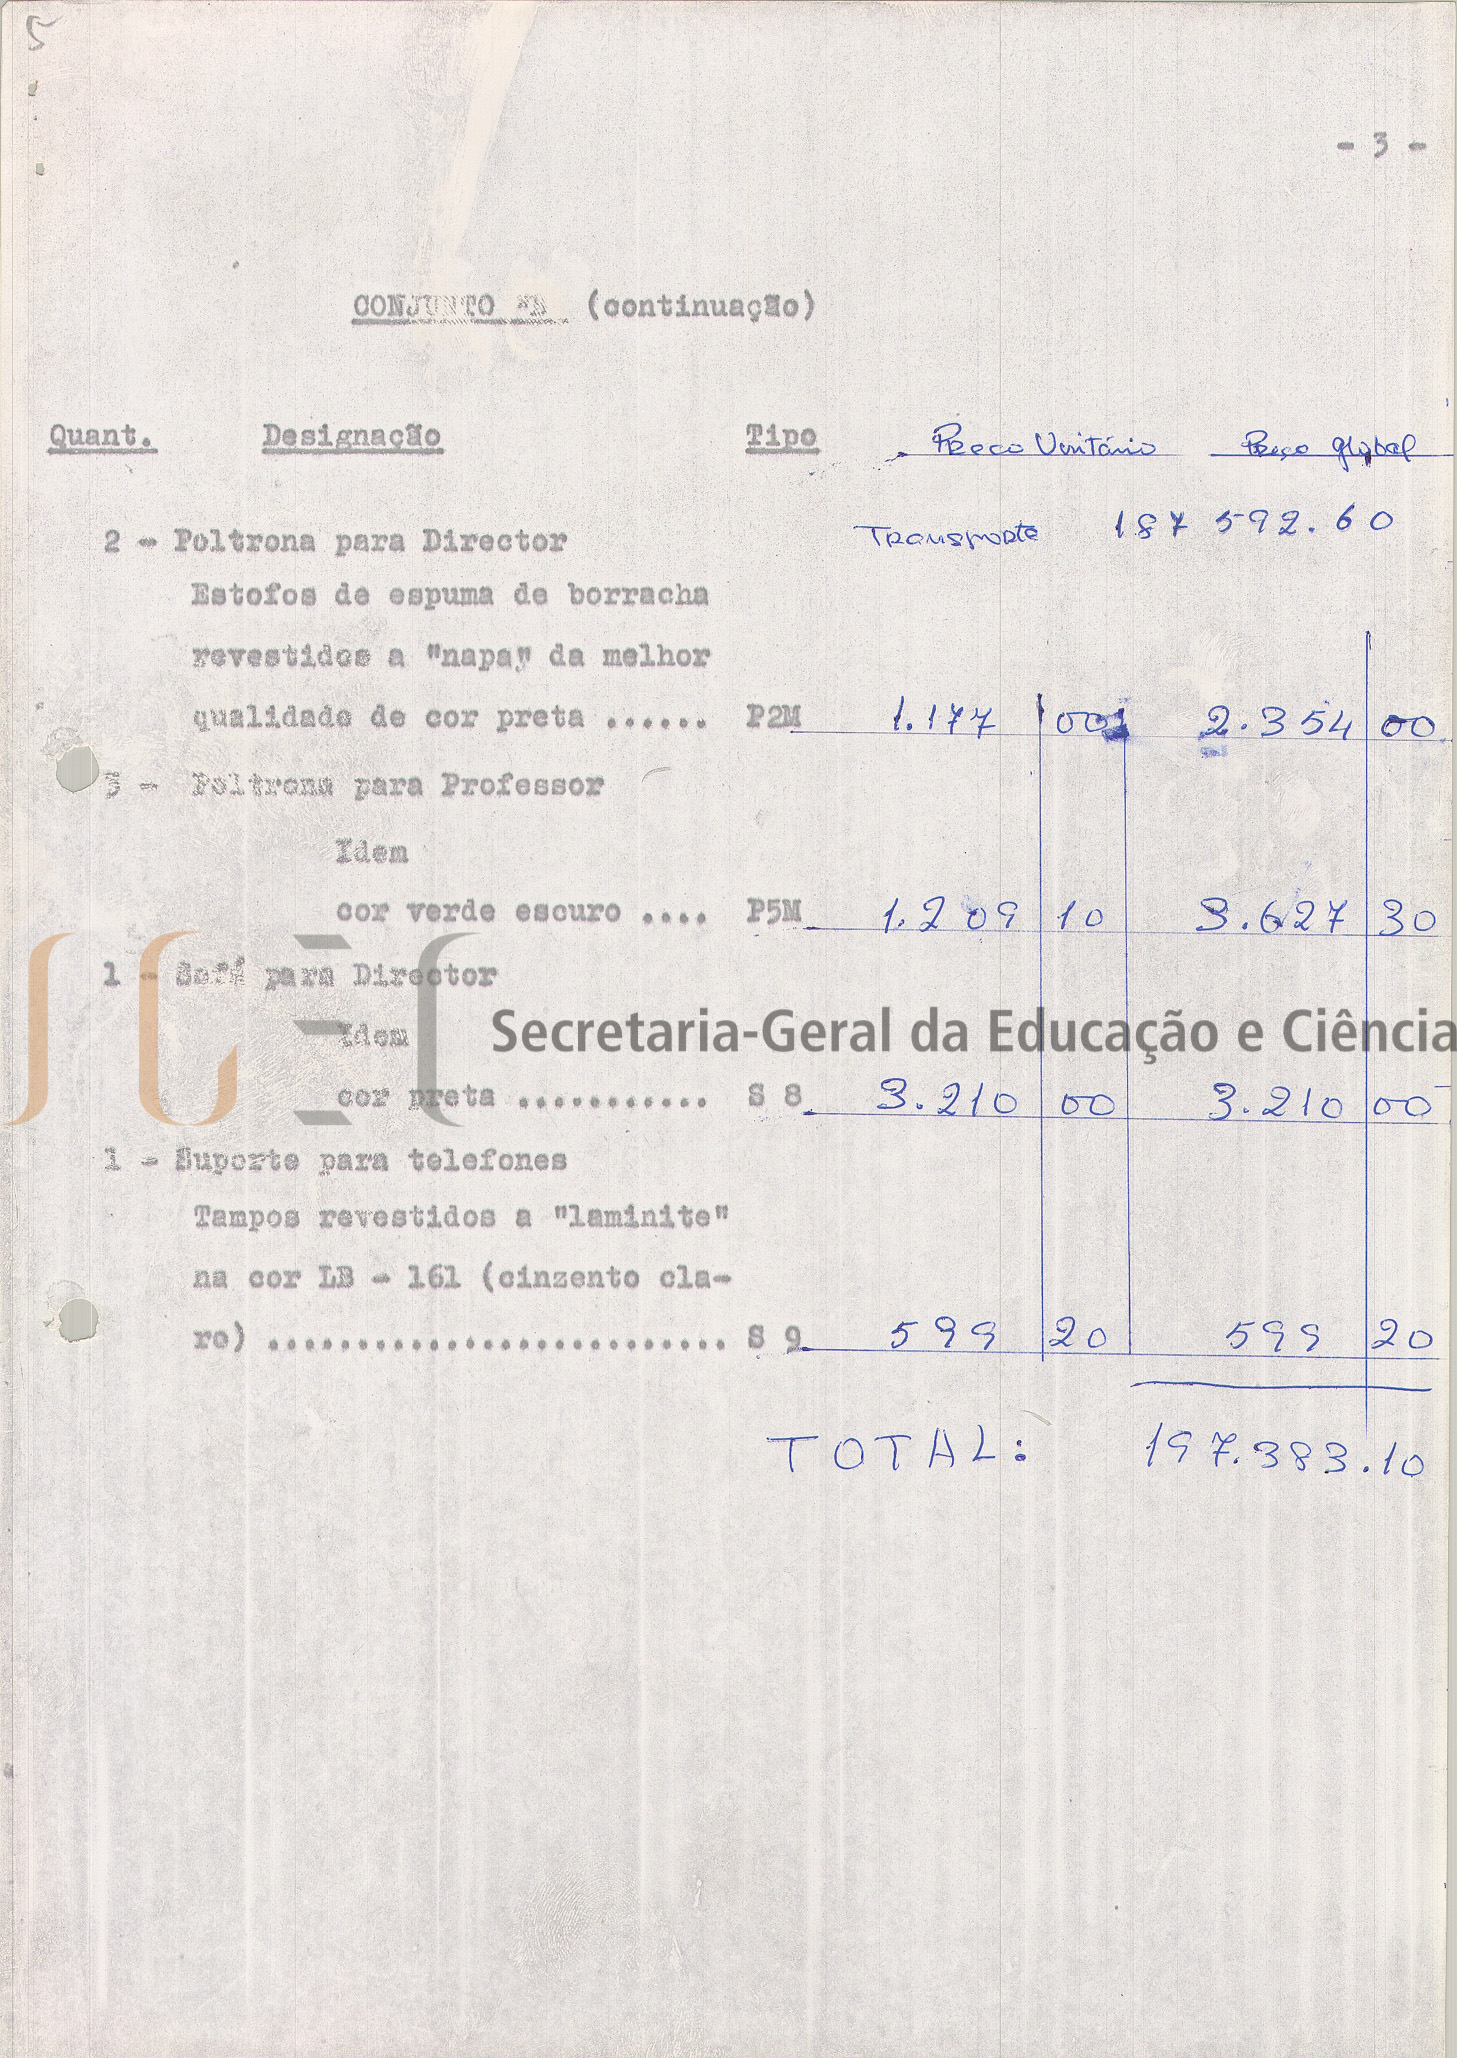 5
- 3 -
CONJUNTO "B" (continuação)
Quant. Designação Tipo Preço Unitário Preço global
Transporte 187 592.60
2 - Poltrona para Director
Estofos de espuma de borracha
revestidos a "napa" da melhor
qualidade de cor preta ...... P2M 1.177 00 2.354 00
3 - Poltrona para Professor
Idem
cor verde escuro .... P5M 1.209 10 3.627 30
1 - Sofá para Director
Secretaria-Geral da Educação e Ciência
Idem
cor preta ........... S 8 3.210 00 3.210 00
1 - Suporte para telefones
Tampos revestidos a "laminite"
na cor LB - 161 (cinzento cla-
ro) .......................... S 9 599 20 599 20
TOTAL: 197.383.10